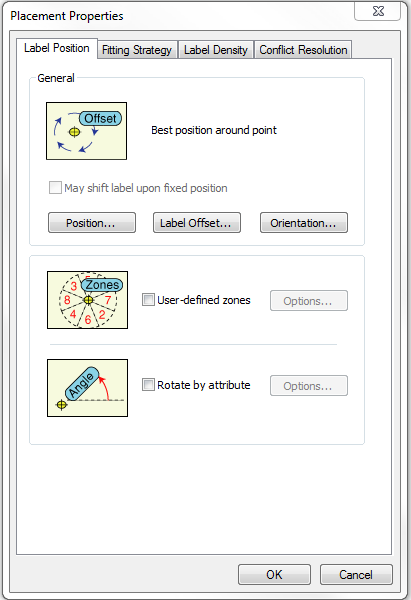 Placement Properties
Label Position Fitting Strategy Label Density Conflict Resolution
General
Offset
Best position around point
May shift label upon fixed position
Position... Label Offset... Orientation...
Zones
3
8 7
4 6 2
User-defined zones Options...
Angle
Rotate by attribute Options...
OK Cancel